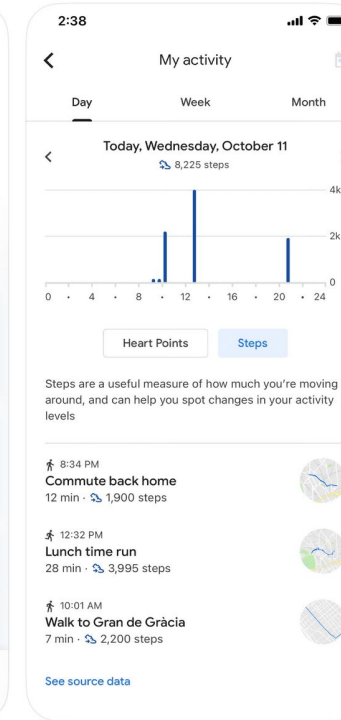 2:38
My activity
Day Week Month
Today, Wednesday, October 11
8,225 steps
4k
2k
0
0 · 4 · 8 · 12 · 16 · 20 · 24
Heart Points Steps
Steps are a useful measure of how much you're moving
around, and can help you spot changes in your activity
levels
8:34 PM
Commute back home
12 min · 1,900 steps
12:32 PM
Lunch time run
28 min · 3,995 steps
10:01 AM
Walk to Gran de Gràcia
7 min · 2,200 steps
See source data